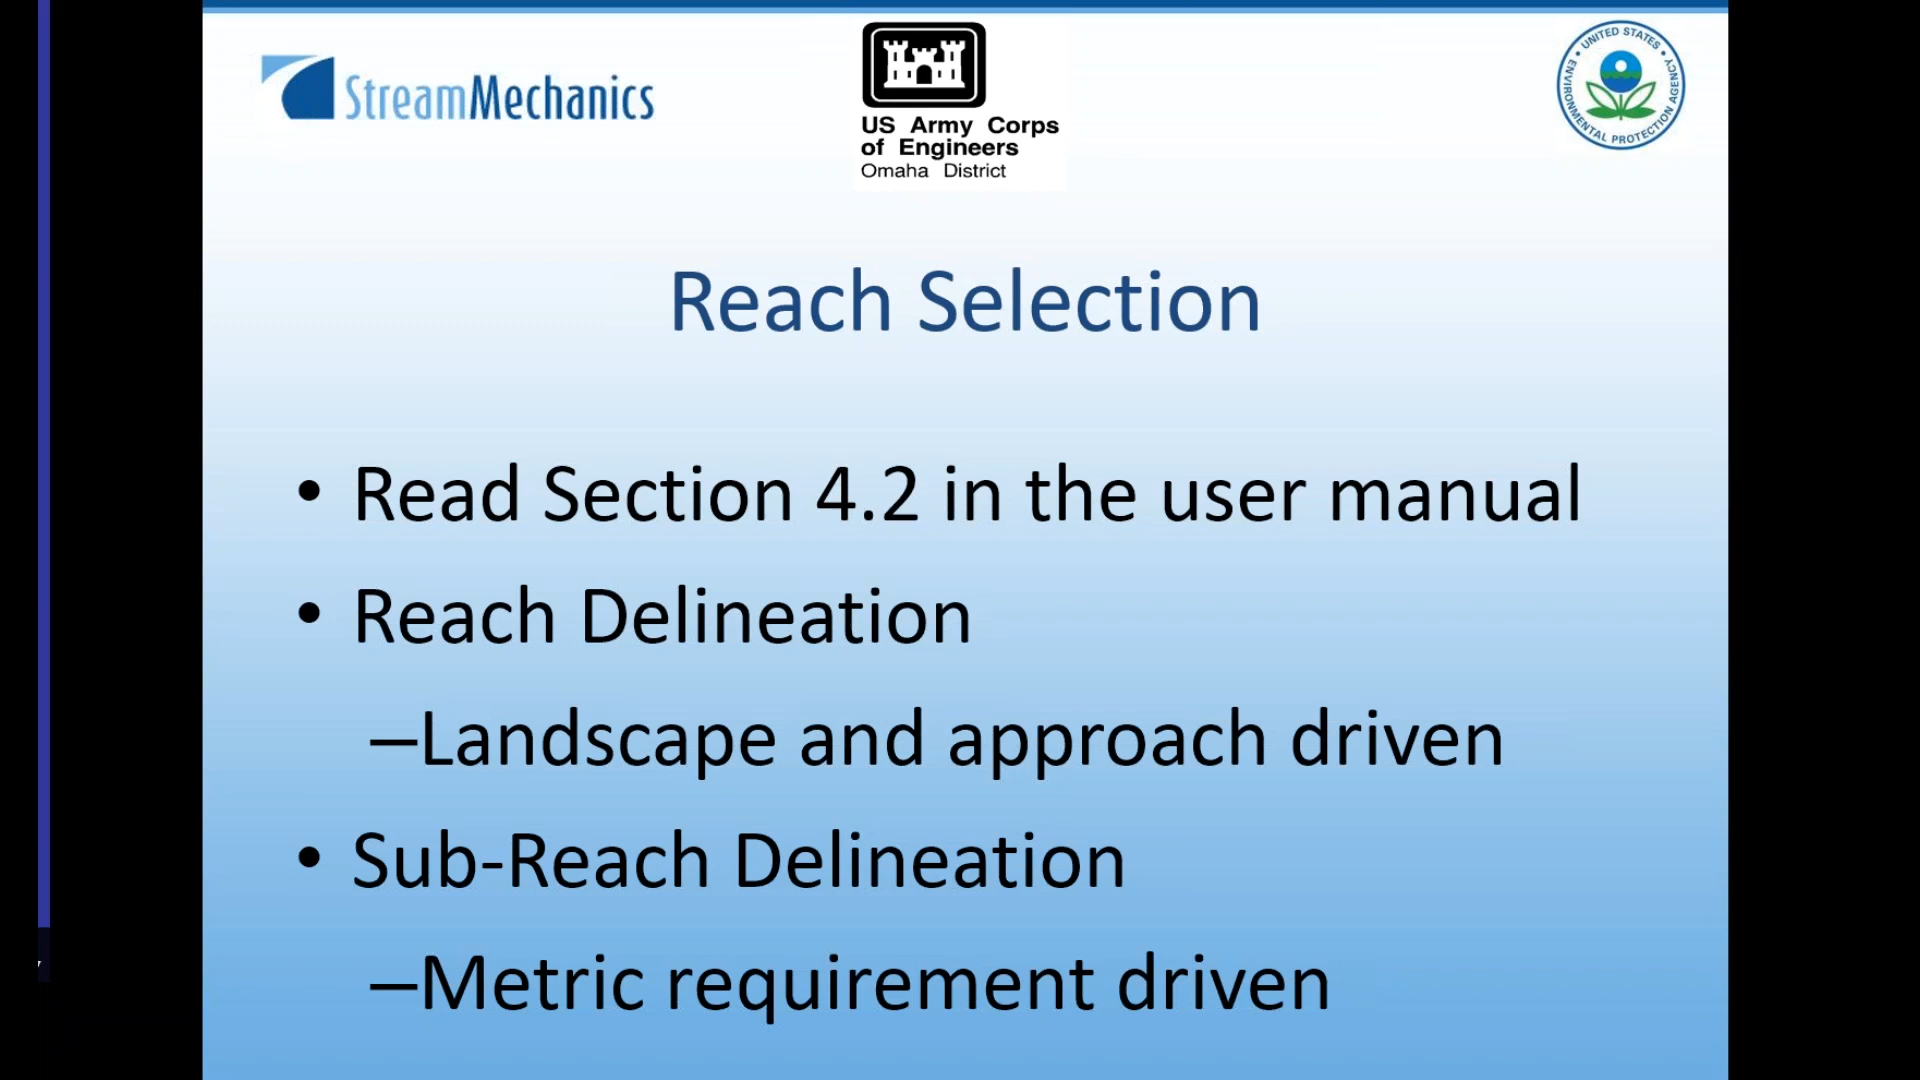 StreamMechanics
US Army Corps
of Engineers
Omaha District
UNITED STATES
ENVIRONMENTAL PROTECTION AGENCY
Reach Selection
• Read Section 4.2 in the user manual
• Reach Delineation
–Landscape and approach driven
• Sub-Reach Delineation
–Metric requirement driven